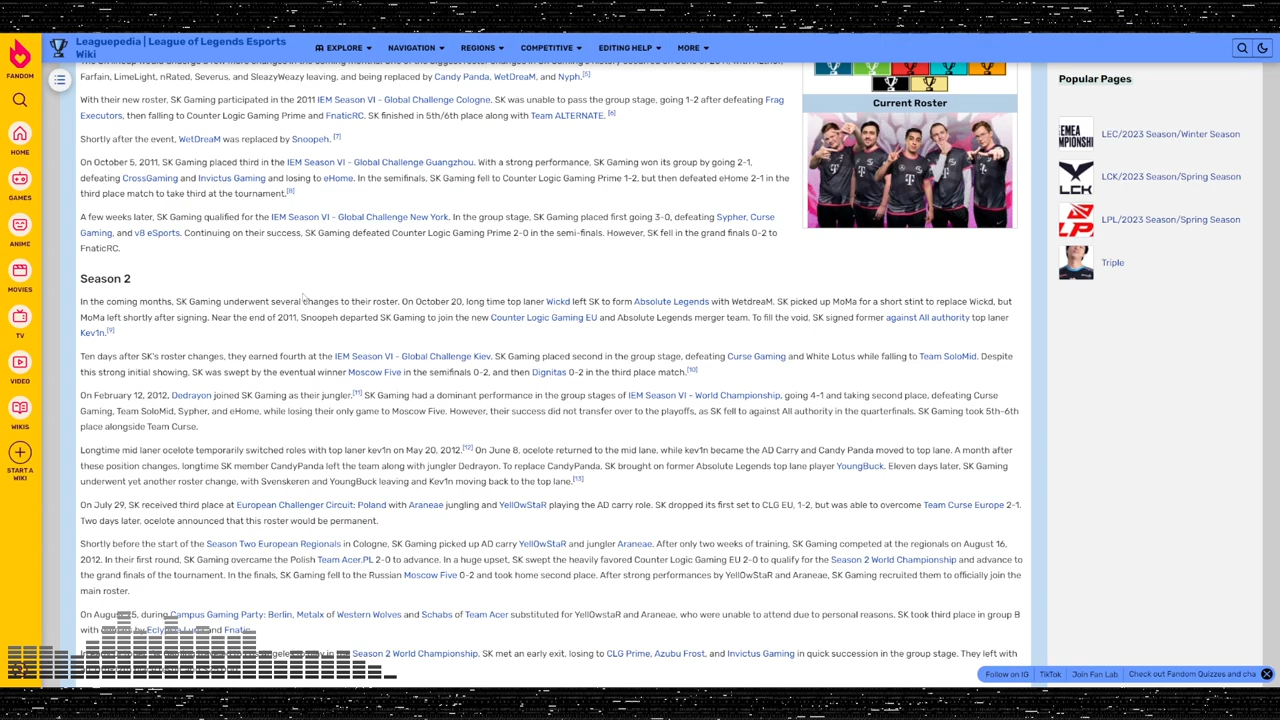 Leaguepedia | League of Legends Esports
Wiki
EXPLORE
NAVIGATION
REGIONS
COMPETITIVE
EDITING HELP
MORE
FANDOM
HOME
GAMES
ANIME
MOVIES
TV
VIDEO
WIKIS
START A
WIKI
Farfain, LimeLight, nRated, Severus, and SleazyWeazy leaving, and being replaced by Candy Panda, WetDreaM, and Nyph.[5]
With their new roster, SK Gaming participated in the 2011 IEM Season VI - Global Challenge Cologne. SK was unable to pass the group stage, going 1-2 after defeating Frag
Executors, then falling to Counter Logic Gaming Prime and FnaticRC. SK finished in 5th/6th place along with Team ALTERNATE. [6]
Shortly after the event, WetDreaM was replaced by Snoopeh. [7]
On October 5, 2011, SK Gaming placed third in the IEM Season VI - Global Challenge Guangzhou. With a strong performance, SK Gaming won its group by going 2-1,
defeating CrossGaming and Invictus Gaming and losing to eHome. In the semifinals, SK Gaming fell to Counter Logic Gaming Prime 1-2, but then defeated eHome 2-1 in the
third place match to take third at the tournament.[8]
A few weeks later, SK Gaming qualified for the IEM Season VI - Global Challenge New York. In the group stage, SK Gaming placed first going 3-0, defeating Sypher, Curse
Gaming, and v8 eSports. Continuing on their success, SK Gaming defeated Counter Logic Gaming Prime 2-0 in the semi-finals. However, SK fell in the grand finals 0-2 to
FnaticRC.
Season 2
In the coming months, SK Gaming underwent several changes to their roster. On October 20, long time top laner Wickd left SK to form Absolute Legends with WetdreaM. SK picked up MoMa for a short stint to replace Wickd, but
MoMa left shortly after signing. Near the end of 2011, Snoopeh departed SK Gaming to join the new Counter Logic Gaming EU and Absolute Legends merger team. To fill the void, SK signed former against All authority top laner
Kev1n.[9]
Ten days after SK's roster changes, they earned fourth at the IEM Season VI - Global Challenge Kiev. SK Gaming placed second in the group stage, defeating Curse Gaming and White Lotus while falling to Team SoloMid. Despite
this strong initial showing, SK was swept by the eventual winner Moscow Five in the semifinals 0-2, and then Dignitas 0-2 in the third place match.[10]
On February 12, 2012, Dedrayon joined SK Gaming as their jungler.[11] SK Gaming had a dominant performance in the group stages of IEM Season VI - World Championship, going 4-1 and taking second place, defeating Curse
Gaming, Team SoloMid, Sypher, and eHome, while losing their only game to Moscow Five. However, their success did not transfer over to the playoffs, as SK fell to against All authority in the quarterfinals. SK Gaming took 5th-6th
place alongside Team Curse.
Longtime mid laner ocelote temporarily switched roles with top laner kev1n on May 20, 2012.[12] On June 8, ocelote returned to the mid lane, while kev1n became the AD Carry and Candy Panda moved to top lane. A month after
these position changes, longtime SK member CandyPanda left the team along with jungler Dedrayon. To replace CandyPanda, SK brought on former Absolute Legends top lane player YoungBuck. Eleven days later, SK Gaming
underwent yet another roster change, with Svenskeren and YoungBuck leaving and Kev1n moving back to the top lane.[13]
On July 29, SK received third place at European Challenger Circuit: Poland with Araneae jungling and YellOwStaR playing the AD carry role. SK dropped its first set to CLG EU, 1-2, but was able to overcome Team Curse Europe 2-1.
Two days later, ocelote announced that this roster would be permanent.
Shortly before the start of the Season Two European Regionals in Cologne, SK Gaming picked up AD carry YellOwStaR and jungler Araneae. After only two weeks of training, SK Gaming competed at the regionals on August 16,
2012. In their first round, SK Gaming overcame the Polish Team Acer.PL 2-0 to advance. In a huge upset, SK swept the heavily favored Counter Logic Gaming EU 2-0 to qualify for the Season 2 World Championship and advance to
the grand finals of the tournament. In the finals, SK Gaming fell to the Russian Moscow Five 0-2 and took home second place. After strong performances by YellOwStaR and Araneae, SK Gaming recruited them to officially join the
main roster.
On August 25, during Campus Gaming Party: Berlin, Metalx of Western Wolves and Schabs of Team Acer substituted for YellOwstaR and Araneae, who were unable to attend due to personal reasons. SK took third place in group B
with and Fnatic.
in the Season 2 World Championship. SK met an early exit, losing to CLG Prime, Azubu Frost, and Invictus Gaming in quick succession in the group stage. They left with
Current Roster
Popular Pages
LEC/2023 Season/Winter Season
LCK/2023 Season/Spring Season
LPL/2023 Season/Spring Season
Triple
Follow on IG
TikTok
Join Fan Lab
Check out Fandom Quizzes and cha